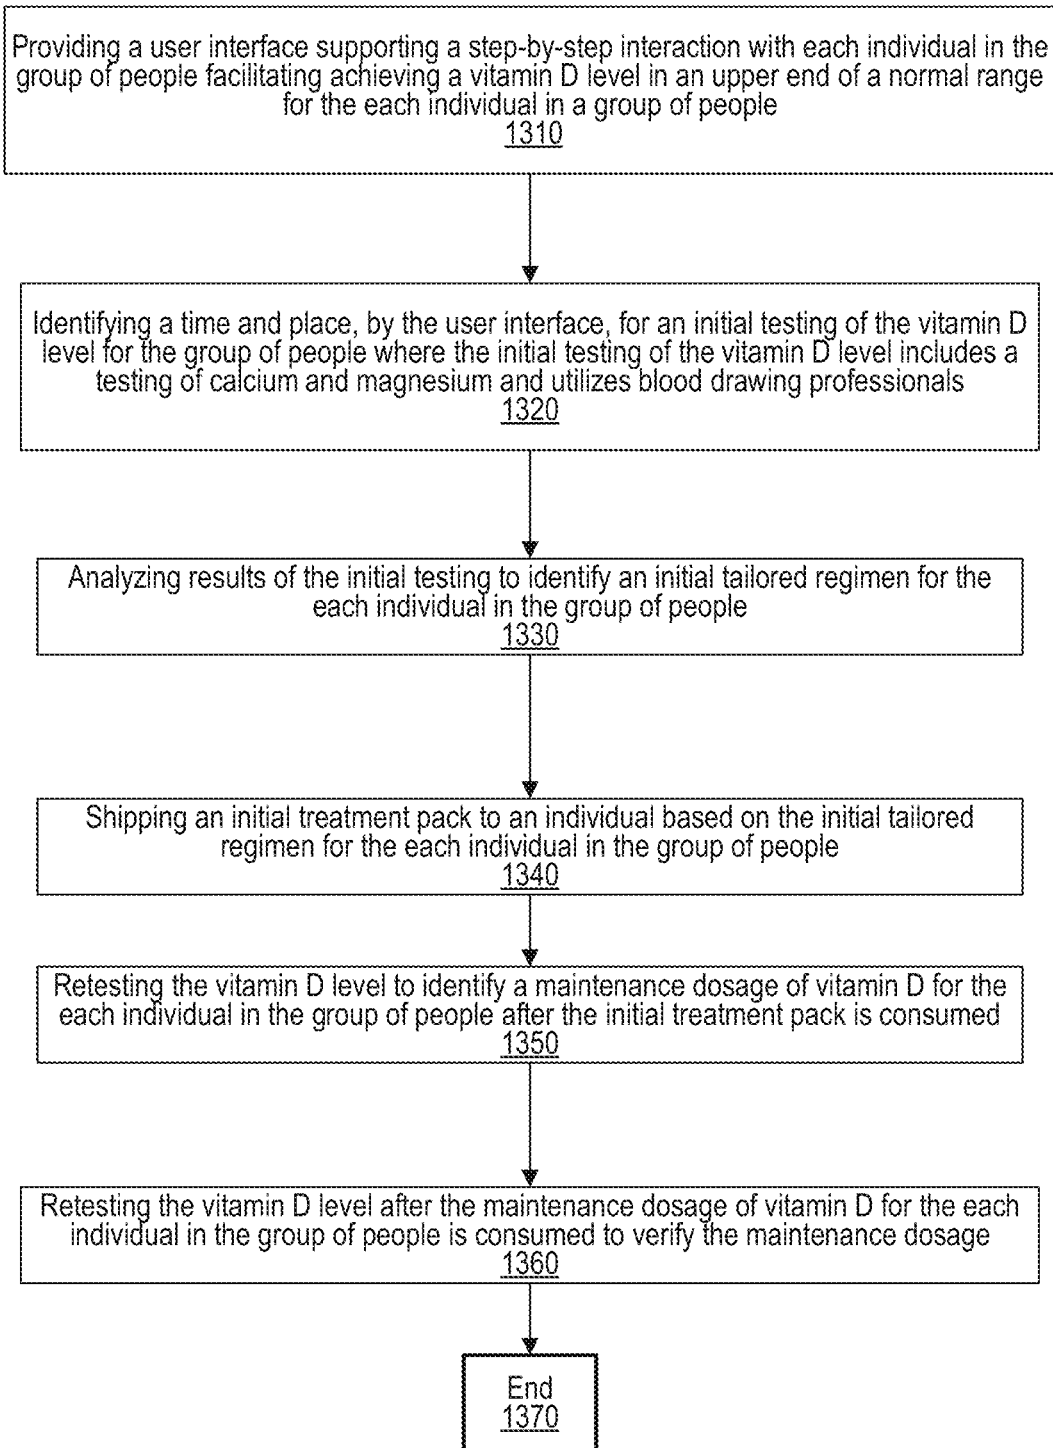 Providing a user interface supporting a step-by-step interaction with each individual in the
group of people facilitating achieving a vitamin D level in an upper end of a normal range
for the each individual in a group of people
1310
Identifying a time and place, by the user interface, for an initial testing of the vitamin D
level for the group of people where the initial testing of the vitamin D level includes a
testing of calcium and magnesium and utilizes blood drawing professionals
1320
Analyzing results of the initial testing to identify an initial tailored regimen for the
each individual in the group of people
1330
Shipping an initial treatment pack to an individual based on the initial tailored
regimen for the each individual in the group of people
1340
Retesting the vitamin D level to identify a maintenance dosage of vitamin D for the
each individual in the group of people after the initial treatment pack is consumed
1350
Retesting the vitamin D level after the maintenance dosage of vitamin D for the each
individual in the group of people is consumed to verify the maintenance dosage
1360
End
1370